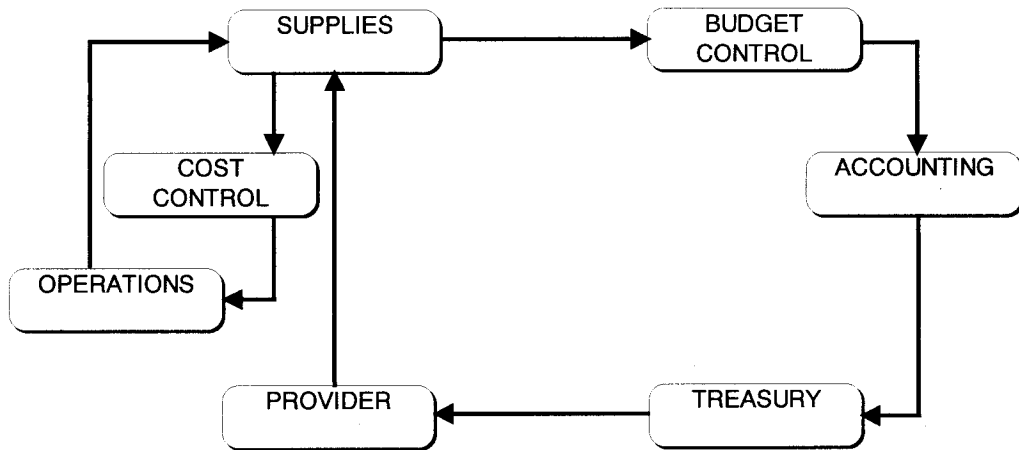 SUPPLIES
BUDGET
CONTROL
COST
CONTROL
ACCOUNTING
OPERATIONS
PROVIDER
TREASURY